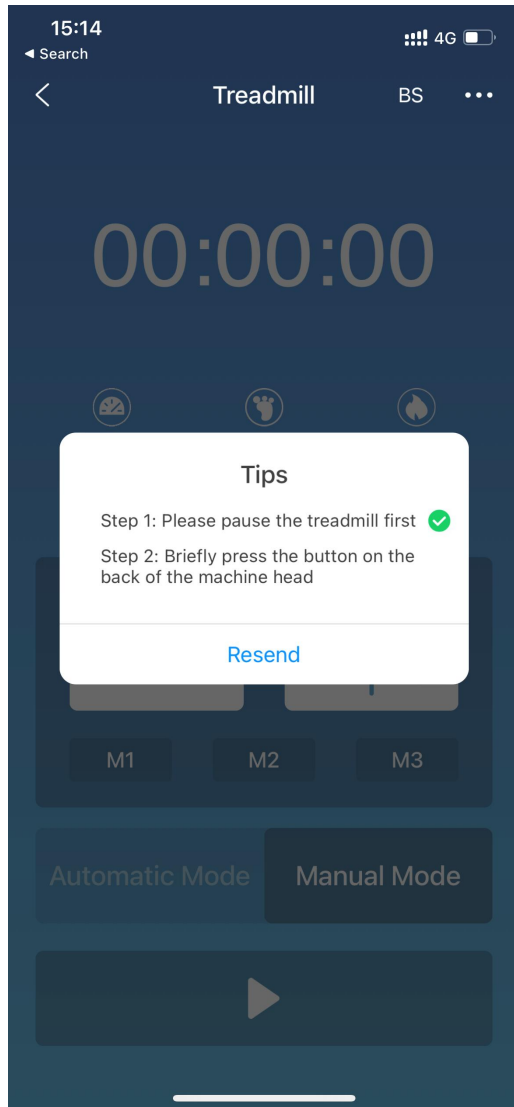 15:14
4G
◀ Search
Treadmill
BS
00:00:00
Tips
Step 1: Please pause the treadmill first
Step 2: Briefly press the button on the
back of the machine head
Resend
M1
M2
M3
Automatic Mode
Manual Mode